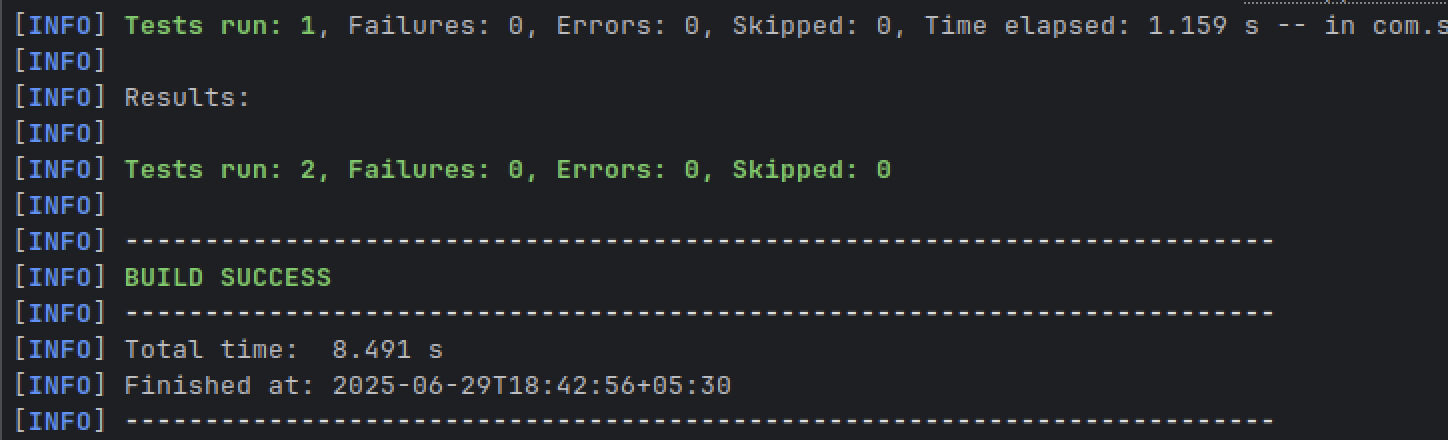 [INFO] Tests run: 1, Failures: 0, Errors: 0, Skipped: 0, Time elapsed: 1.159 s -- in com.s
[INFO]
[INFO] Results:
[INFO]
[INFO] Tests run: 2, Failures: 0, Errors: 0, Skipped: 0
[INFO]
[INFO] ------------------------------------------------------------------------
[INFO] BUILD SUCCESS
[INFO] ------------------------------------------------------------------------
[INFO] Total time:  8.491 s
[INFO] Finished at: 2025-06-29T18:42:56+05:30
[INFO] ------------------------------------------------------------------------